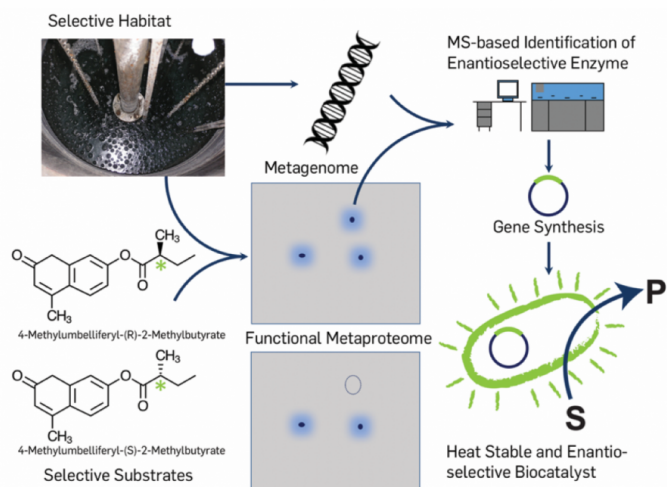 Selective Habitat
Metagenome
MS-based Identification of
Enantioselective Enzyme
Gene Synthesis
O
O
O
CH₃
*
CH₃
4-Methylumbelliferyl-(R)-2-Methylbutyrate
O
O
O
CH₃
*
CH₃
4-Methylumbelliferyl-(S)-2-Methylbutyrate
Selective Substrates
Functional Metaproteome
P
S
Heat Stable and Enantio-
selective Biocatalyst